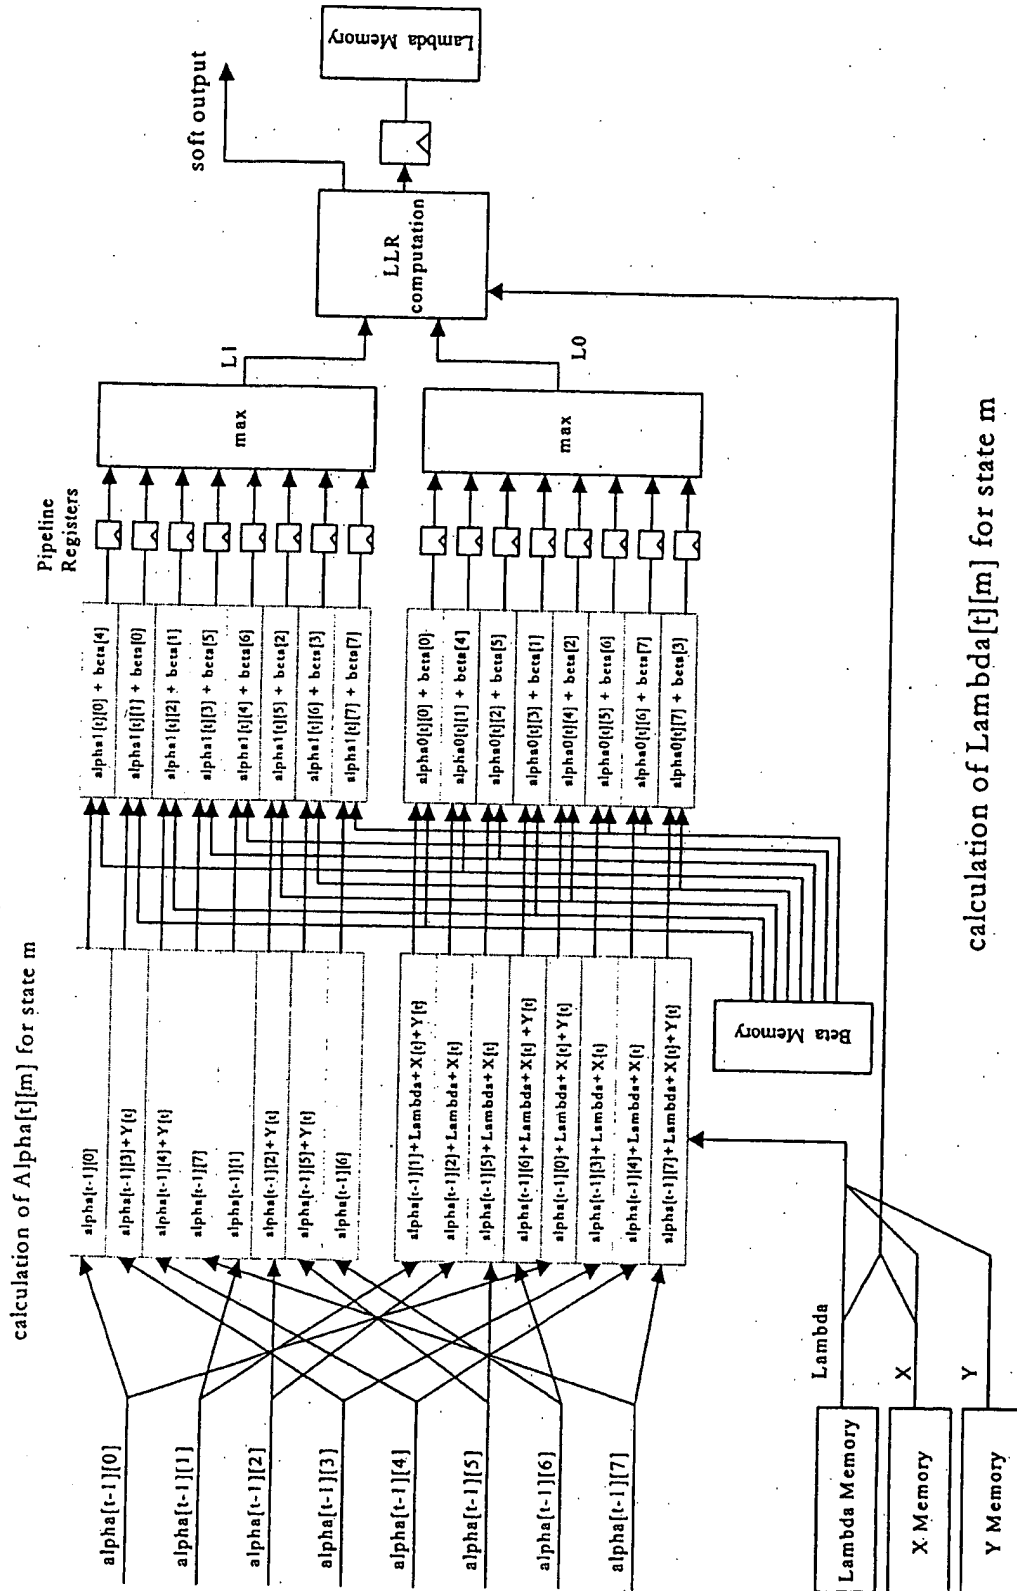 calculation of Alpha[t][m] for state m
alpha[t-1][0]
alpha[t-1][1]
alpha[t-1][2]
alpha[t-1][3]
alpha[t-1][4]
alpha[t-1][5]
alpha[t-1][6]
alpha[t-1][7]
Lambda Memory
X Memory
Y Memory
Lambda
X
Y
alpha[t-1][0]
alpha[t-1][3]+Y[t]
alpha[t-1][4]+Y[t]
alpha[t-1][7]
alpha[t-1][1]
alpha[t-1][2]+Y[t]
alpha[t-1][5]+Y[t]
alpha[t-1][6]
alpha[t-1][1]+Lambda+X[t]+Y[t]
alpha[t-1][2]+Lambda+X[t]
alpha[t-1][5]+Lambda+X[t]
alpha[t-1][6]+Lambda+X[t]+Y[t]
alpha[t-1][0]+Lambda+X[t]+Y[t]
alpha[t-1][3]+Lambda+X[t]
alpha[t-1][4]+Lambda+X[t]
alpha[t-1][7]+Lambda+X[t]+Y[t]
Beta Memory
alpha1[t][0] + beta[4]
alpha1[t][1] + beta[0]
alpha1[t][2] + beta[1]
alpha1[t][3] + beta[5]
alpha1[t][4] + beta[6]
alpha1[t][5] + beta[2]
alpha1[t][6] + beta[3]
alpha1[t][7] + beta[7]
alpha0[t][0] + beta[0]
alpha0[t][1] + beta[4]
alpha0[t][2] + beta[5]
alpha0[t][3] + beta[1]
alpha0[t][4] + beta[2]
alpha0[t][5] + beta[6]
alpha0[t][6] + beta[7]
alpha0[t][7] + beta[3]
Pipeline
Registers
max
max
L1
L0
LLR
computation
soft output
Lambda Memory
calculation of Lambda[t][m] for state m